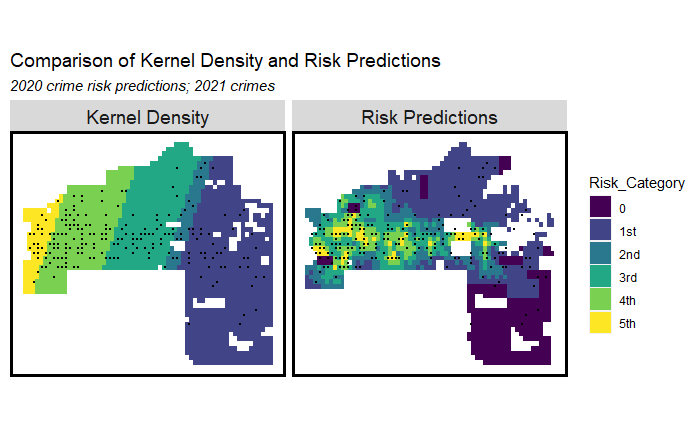 Comparison of Kernel Density and Risk Predictions
2020 crime risk predictions; 2021 crimes
Kernel Density
Risk Predictions
Risk_Category
0
1st
2nd
3rd
4th
5th